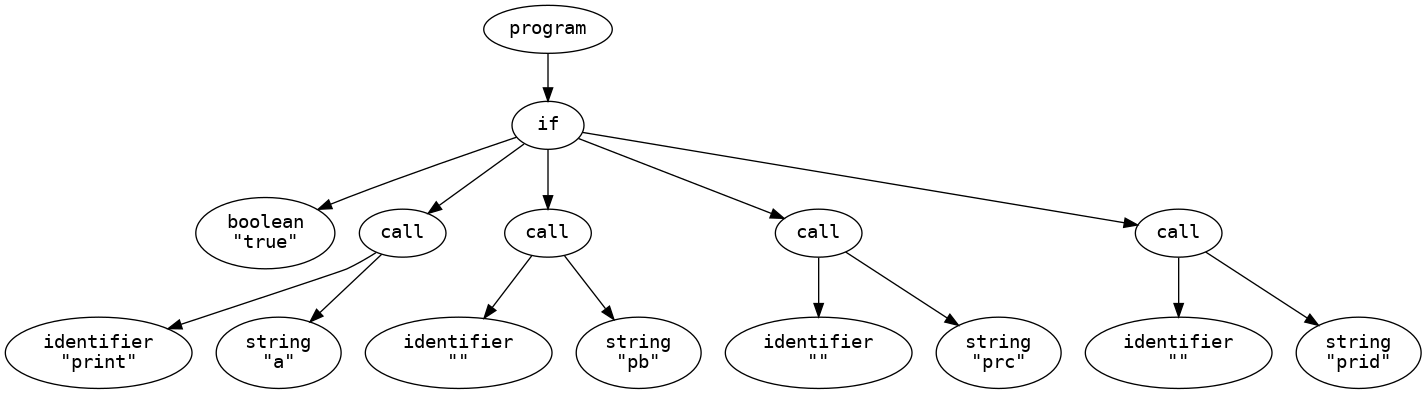 program
if
boolean
"true"
call
call
call
call
identifier
"print"
string
"a"
identifier
""
string
"pb"
identifier
""
string
"prc"
identifier
""
string
"prid"